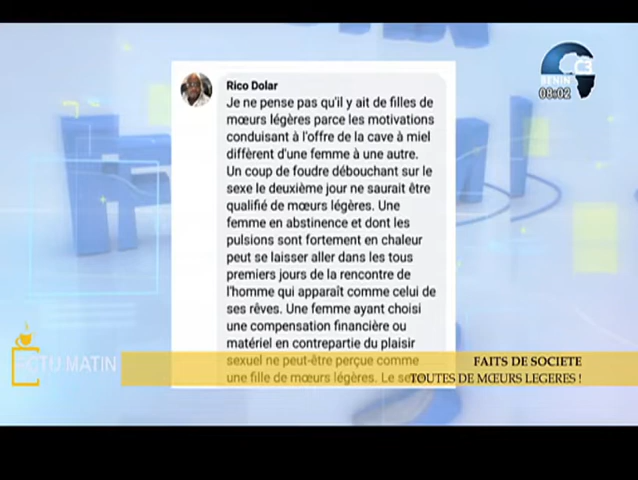 BENIN
08:02
Rico Dolar
Je ne pense pas qu'il y ait de filles de
mœurs légères parce les motivations
conduisant à l'offre de la cave à miel
diffèrent d'une femme à une autre.
Un coup de foudre débouchant sur le
sexe le deuxième jour ne saurait être
qualifié de mœurs légères. Une
femme en abstinence et dont les
pulsions sont fortement en chaleur
peut se laisser aller dans les tous
premiers jours de la rencontre de
l'homme qui apparaît comme celui de
ses rêves. Une femme ayant choisi
une compensation financière ou
matériel en contrepartie du plaisir
sexuel ne peut-être perçue comme
une fille de mœurs légères. Le
ACTU MATIN
FAITS DE SOCIETE
TOUTES DE MŒURS LEGERES !